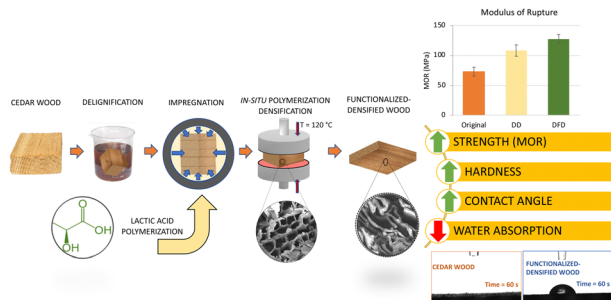 Modulus of Rupture
150
100
50
0
MOR (MPa)
Original
DD
DFD
CEDAR WOOD
DELIGNIFICATION
IMPREGNATION
IN-SITU POLYMERIZATION
DENSIFICATION
FUNCTIONALIZED-
DENSIFIED WOOD
T = 120 °C
STRENGTH (MOR)
HARDNESS
CONTACT ANGLE
WATER ABSORPTION
O
OH
OH
LACTIC ACID
POLYMERIZATION
CEDAR WOOD
Time = 60 s
FUNCTIONALIZED-
DENSIFIED WOOD
Time = 60 s